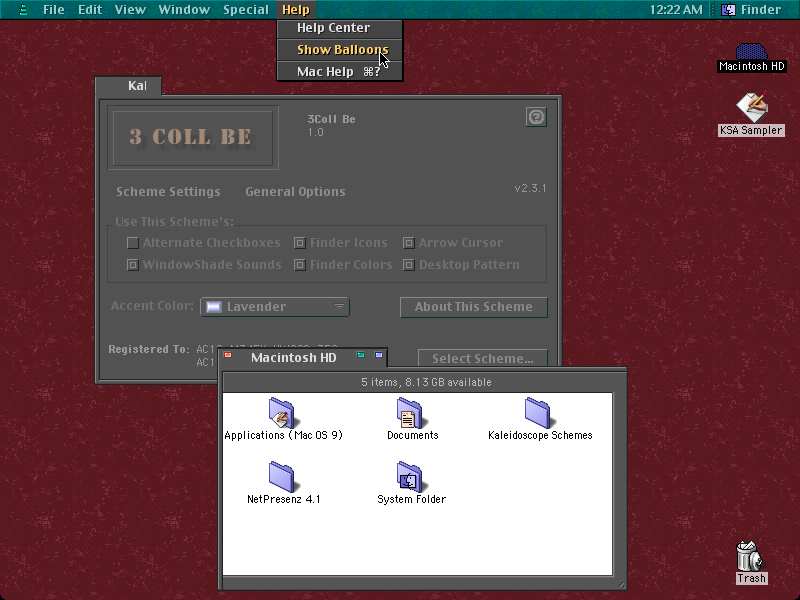 File Edit View Window Special Help 12:22 AM Finder
Help Center
Show Balloons
Mac Help ⌘?
Macintosh HD
KSA Sampler
Kal
3 COLL BE
3Coll Be
1.0
Scheme Settings General Options v2.3.1
Use This Scheme's:
Alternate Checkboxes Finder Icons Arrow Cursor
WindowShade Sounds Finder Colors Desktop Pattern
Accent Color: Lavender About This Scheme
Registered To:
Select Scheme...
Macintosh HD
5 items, 8.13 GB available
Applications (Mac OS 9) Documents Kaleidoscope Schemes
NetPresenz 4.1 System Folder
Trash